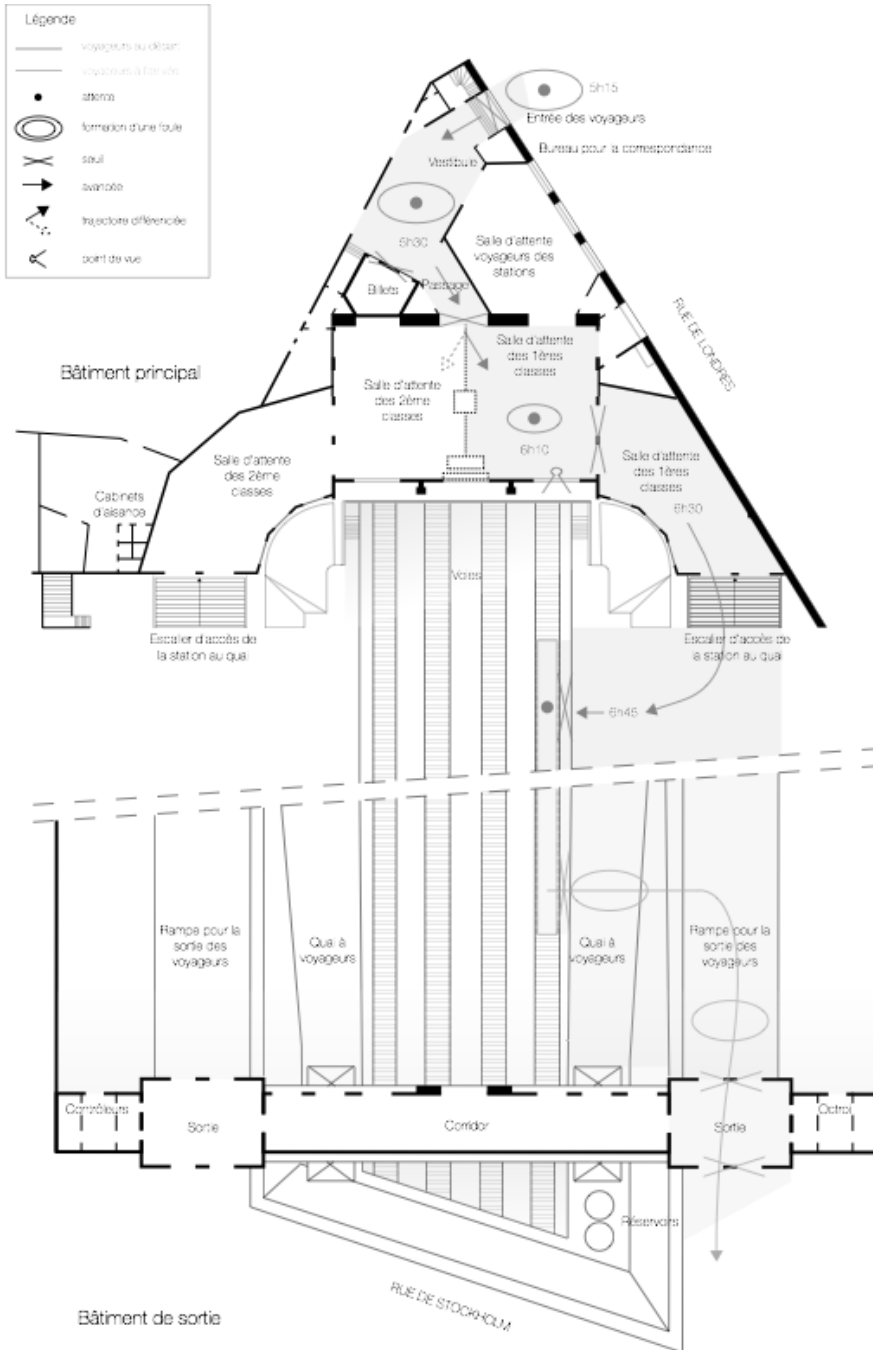 Légende
voyageurs au départ
voyageurs à l'arrivée
attente
formation d'une foule
seuil
avancée
trajectoire différenciée
point de vue
5h15
Entrée des voyageurs
Bureau pour la correspondance
Vestibule
5h30
Salle d'attente
voyageurs des
stations
Billets
Passage
RUE DE LONDRES
Bâtiment principal
Salle d'attente
des 1ères
classes
Salle d'attente
des 2ème
classes
6h10
Salle d'attente
des 2ème
classes
Salle d'attente
des 1ères
classes
6h30
Cabinets
d'aisance
Voies
Escalier d'accès de
la station au quai
Escalier d'accès de
la station au quai
6h45
Rampe pour la
sortie des
voyageurs
Quai à
voyageurs
Quai à
voyageurs
Rampe pour la
sortie des
voyageurs
Contrôleurs
Sortie
Corridor
Sortie
Octroi
Réservoirs
RUE DE STOCKHOLM
Bâtiment de sortie